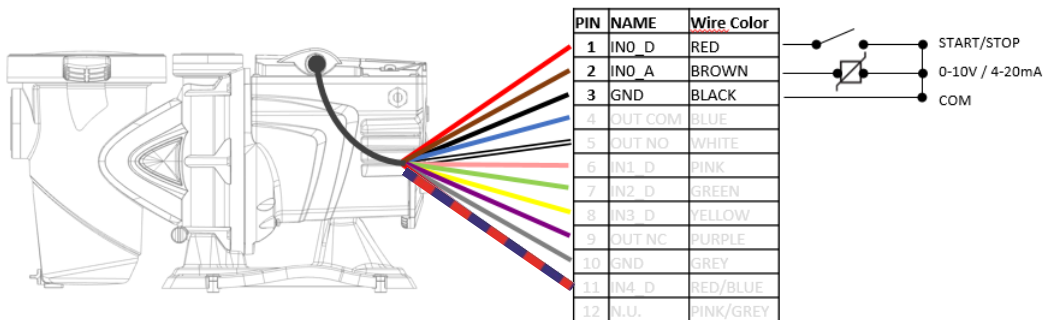 PIN NAME Wire Color
1 IN0_D RED START/STOP
2 IN0_A BROWN 0-10V / 4-20mA
3 GND BLACK COM
4 OUT COM BLUE
5 OUT NO WHITE
6 IN1_D PINK
7 IN2_D GREEN
8 IN3_D YELLOW
9 OUT NC PURPLE
10 GND GREY
11 IN4_D RED/BLUE
12 N.U. PINK/GREY